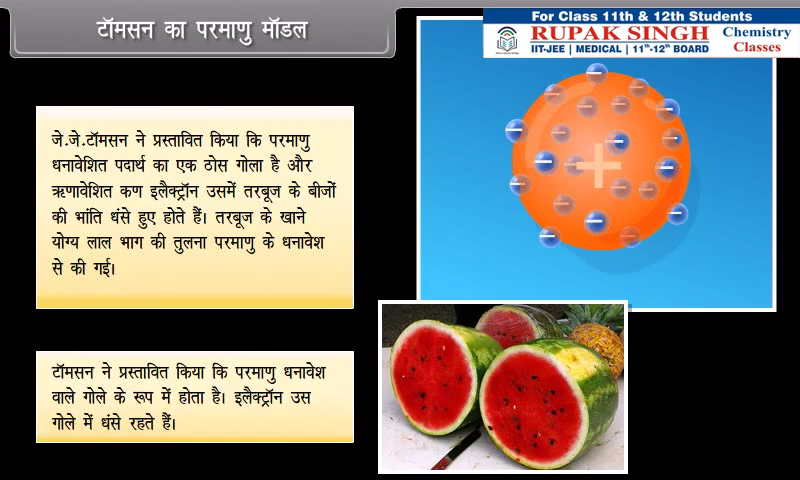 टॉमसन का परमाणु मॉडल
For Class 11th & 12th Students
RUPAK SINGH
IIT-JEE | MEDICAL | 11th-12th BOARD
Chemistry
Classes
जे.जे.टॉमसन ने प्रस्तावित किया कि परमाणु
धनावेशित पदार्थ का एक ठोस गोला है और
ऋणावेशित कण इलैक्ट्रॉन उसमें तरबूज के बीजों
की भांति धंसे हुए होते हैं। तरबूज के खाने
योग्य लाल भाग की तुलना परमाणु के धनावेश
से की गई।
टॉमसन ने प्रस्तावित किया कि परमाणु धनावेश
वाले गोले के रूप में होता है। इलैक्ट्रॉन उस
गोले में धंसे रहते हैं।